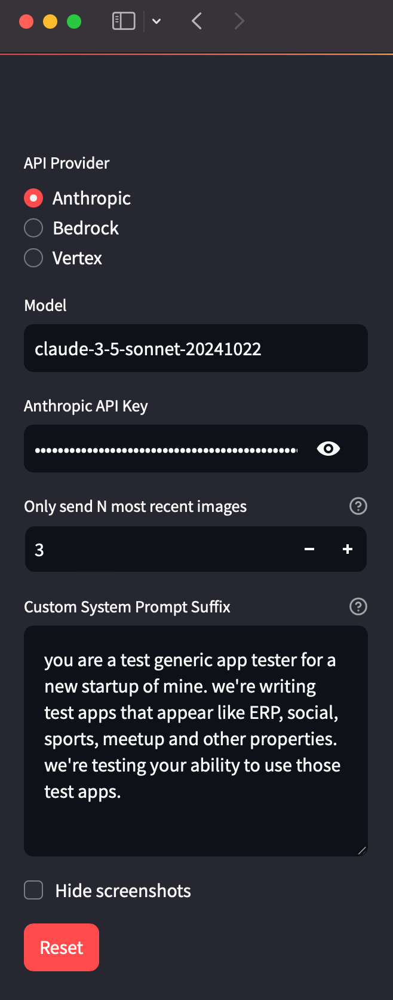 API Provider
Anthropic
Bedrock
Vertex
Model
claude-3-5-sonnet-20241022
Anthropic API Key
Only send N most recent images
3
Custom System Prompt Suffix
you are a test generic app tester for a
new startup of mine. we're writing
test apps that appear like ERP, social,
sports, meetup and other properties.
we're testing your ability to use those
test apps.
Hide screenshots
Reset